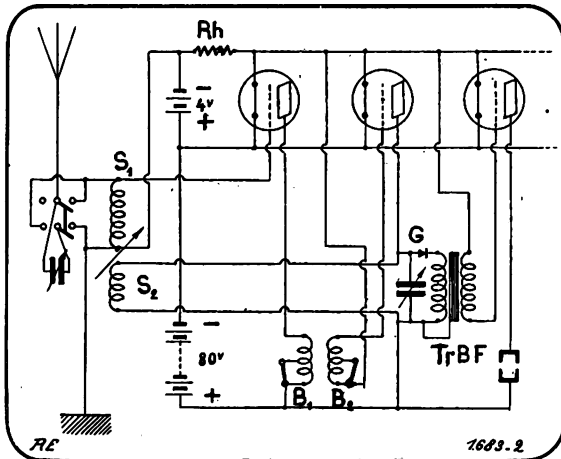 Rh
−
4v
+
S1
G
S2
−
80v
+
B1
B2
TrBF
RE
1683-2